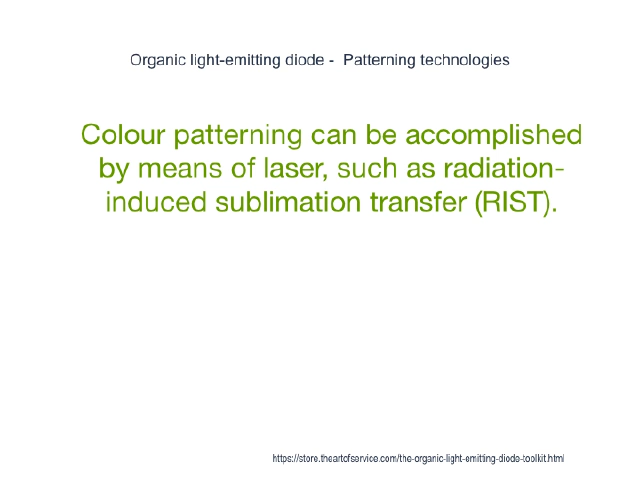 Organic light-emitting diode -  Patterning technologies
Colour patterning can be accomplished
by means of laser, such as radiation-
induced sublimation transfer (RIST).
https://store.theartofservice.com/the-organic-light-emitting-diode-toolkit.html